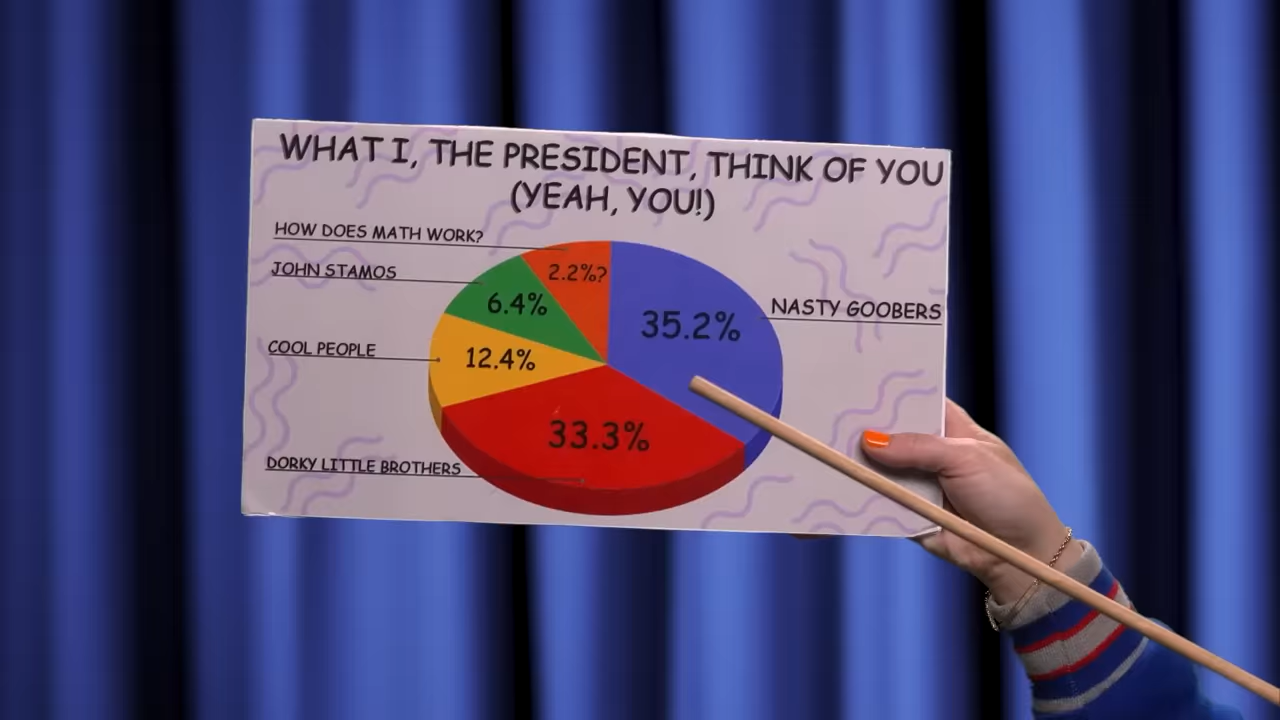 WHAT I, THE PRESIDENT, THINK OF YOU
(YEAH, YOU!)
HOW DOES MATH WORK?
2.2%?
JOHN STAMOS
6.4%
35.2%
NASTY GOOBERS
COOL PEOPLE
12.4%
33.3%
DORKY LITTLE BROTHERS